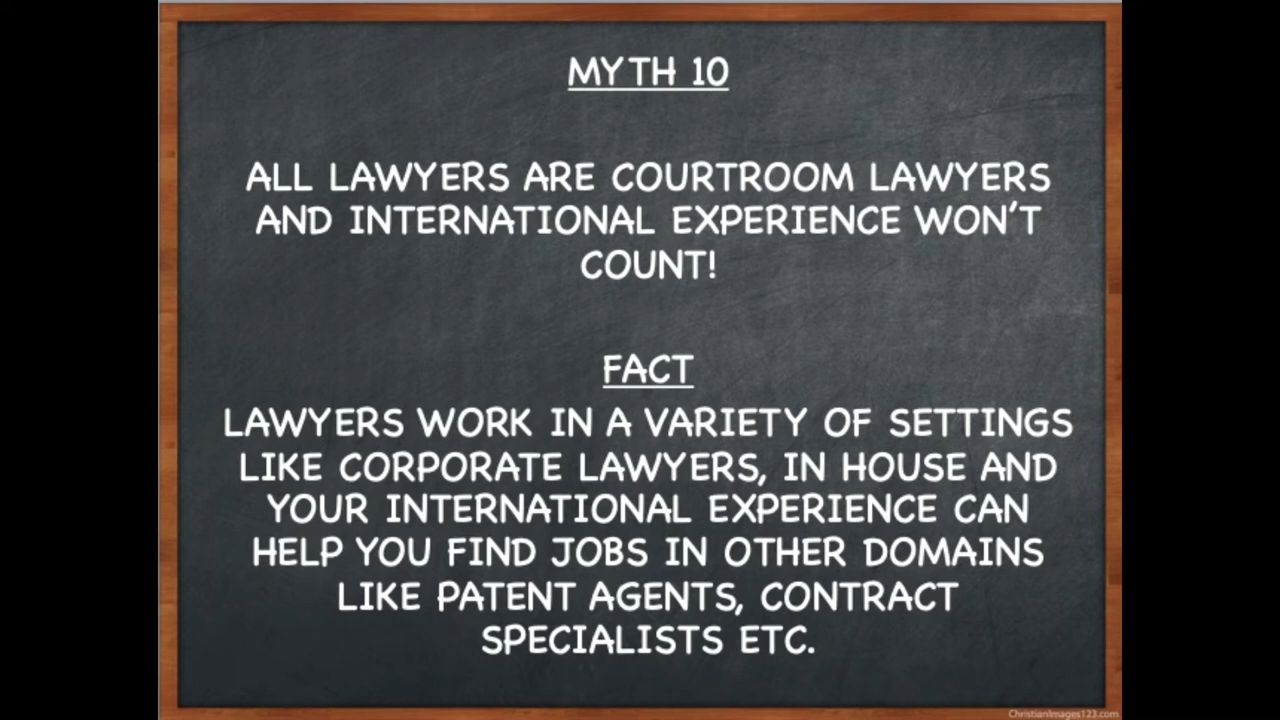 MYTH 10
ALL LAWYERS ARE COURTROOM LAWYERS
AND INTERNATIONAL EXPERIENCE WON'T
COUNT!
FACT
LAWYERS WORK IN A VARIETY OF SETTINGS
LIKE CORPORATE LAWYERS, IN HOUSE AND
YOUR INTERNATIONAL EXPERIENCE CAN
HELP YOU FIND JOBS IN OTHER DOMAINS
LIKE PATENT AGENTS, CONTRACT
SPECIALISTS ETC.
ChristianImages123.com